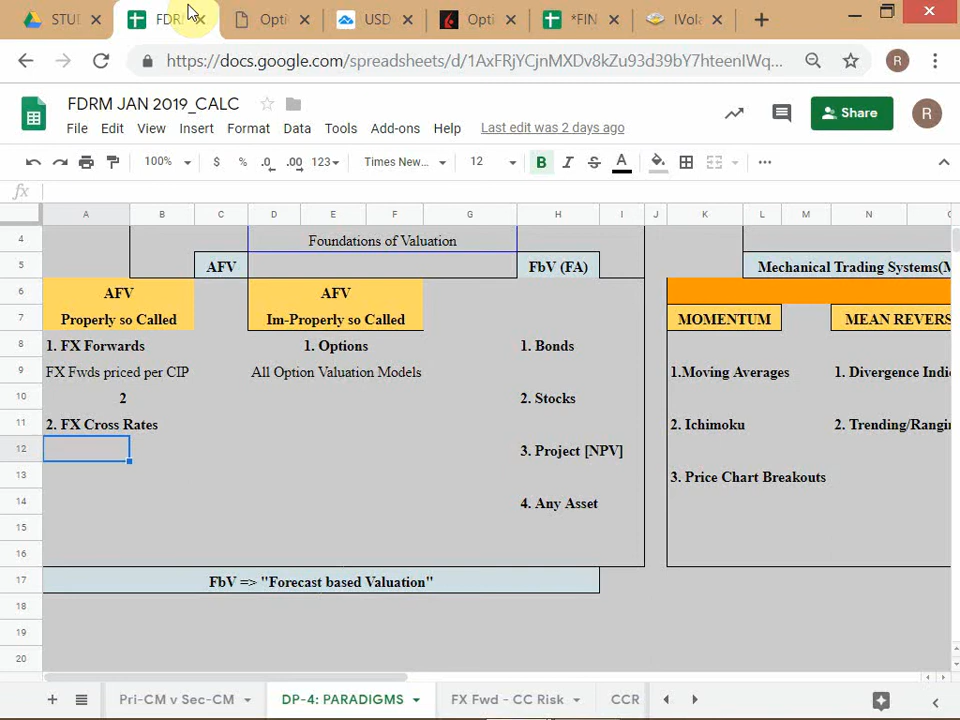 STUI
FDRM
Opti
USD
Opti
*FIN
IVola
https://docs.google.com/spreadsheets/d/1AxFRjYCjnMXDv8kZu93d39bY7hteenIWq...
R
FDRM JAN 2019_CALC
Share
R
File Edit View Insert Format Data Tools Add-ons Help Last edit was 2 days ago
100% $ % .0 .00 123 Times New... 12 B I S A
fx
A B C D E F G H I J K L M N
4 Foundations of Valuation
5 AFV FbV (FA) Mechanical Trading Systems(M
6 AFV AFV
7 Properly so Called Im-Properly so Called MOMENTUM MEAN REVERS
8 1. FX Forwards 1. Options 1. Bonds
9 FX Fwds priced per CIP All Option Valuation Models 1.Moving Averages 1. Divergence Indi
10 2 2. Stocks
11 2. FX Cross Rates 2. Ichimoku 2. Trending/Rangin
12 3. Project [NPV]
13 3. Price Chart Breakouts
14 4. Any Asset
15
16
17 FbV => "Forecast based Valuation"
18
19
20
Pri-CM v Sec-CM DP-4: PARADIGMS FX Fwd - CC Risk CCR